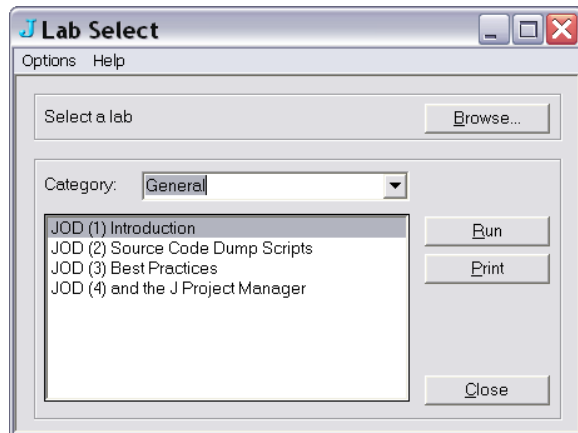 J Lab Select
Options Help
Select a lab
Browse...
Category: General
JOD (1) Introduction
JOD (2) Source Code Dump Scripts
JOD (3) Best Practices
JOD (4) and the J Project Manager
Run
Print
Close